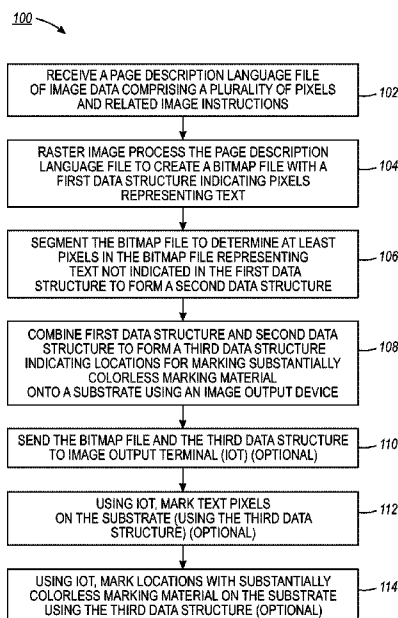 100
RECEIVE A PAGE DESCRIPTION LANGUAGE FILE
OF IMAGE DATA COMPRISING A PLURALITY OF PIXELS
AND RELATED IMAGE INSTRUCTIONS
102
RASTER IMAGE PROCESS THE PAGE DESCRIPTION
LANGUAGE FILE TO CREATE A BITMAP FILE WITH A
FIRST DATA STRUCTURE INDICATING PIXELS
REPRESENTING TEXT
104
SEGMENT THE BITMAP FILE TO DETERMINE AT LEAST
PIXELS IN THE BITMAP FILE REPRESENTING
TEXT NOT INDICATED IN THE FIRST DATA
STRUCTURE TO FORM A SECOND DATA STRUCTURE
106
COMBINE FIRST DATA STRUCTURE AND SECOND DATA
STRUCTURE TO FORM A THIRD DATA STRUCTURE
INDICATING LOCATIONS FOR MARKING SUBSTANTIALLY
COLORLESS MARKING MATERIAL
ONTO A SUBSTRATE USING AN IMAGE OUTPUT DEVICE
108
SEND THE BITMAP FILE AND THE THIRD DATA STRUCTURE
TO IMAGE OUTPUT TERMINAL (IOT) (OPTIONAL)
110
USING IOT, MARK TEXT PIXELS
ON THE SUBSTRATE (USING THE THIRD DATA
STRUCTURE) (OPTIONAL)
112
USING IOT, MARK LOCATIONS WITH SUBSTANTIALLY
COLORLESS MARKING MATERIAL ON THE SUBSTRATE
USING THE THIRD DATA STRUCTURE (OPTIONAL)
114